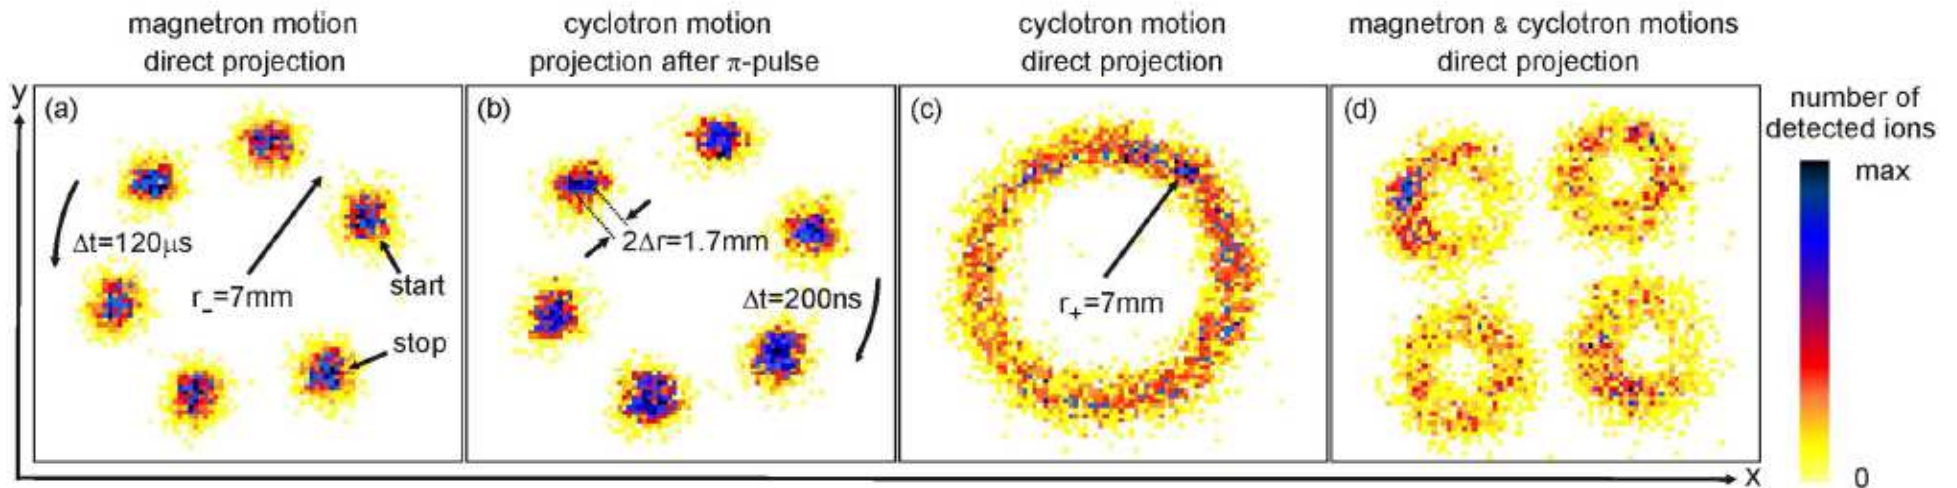 magnetron motion
direct projection
cyclotron motion
projection after π-pulse
cyclotron motion
direct projection
magnetron & cyclotron motions
direct projection
y
(a)
Δt=120μs
r_=7mm
start
stop
(b)
2Δr=1.7mm
Δt=200ns
(c)
r+=7mm
(d)
x
number of
detected ions
max
0